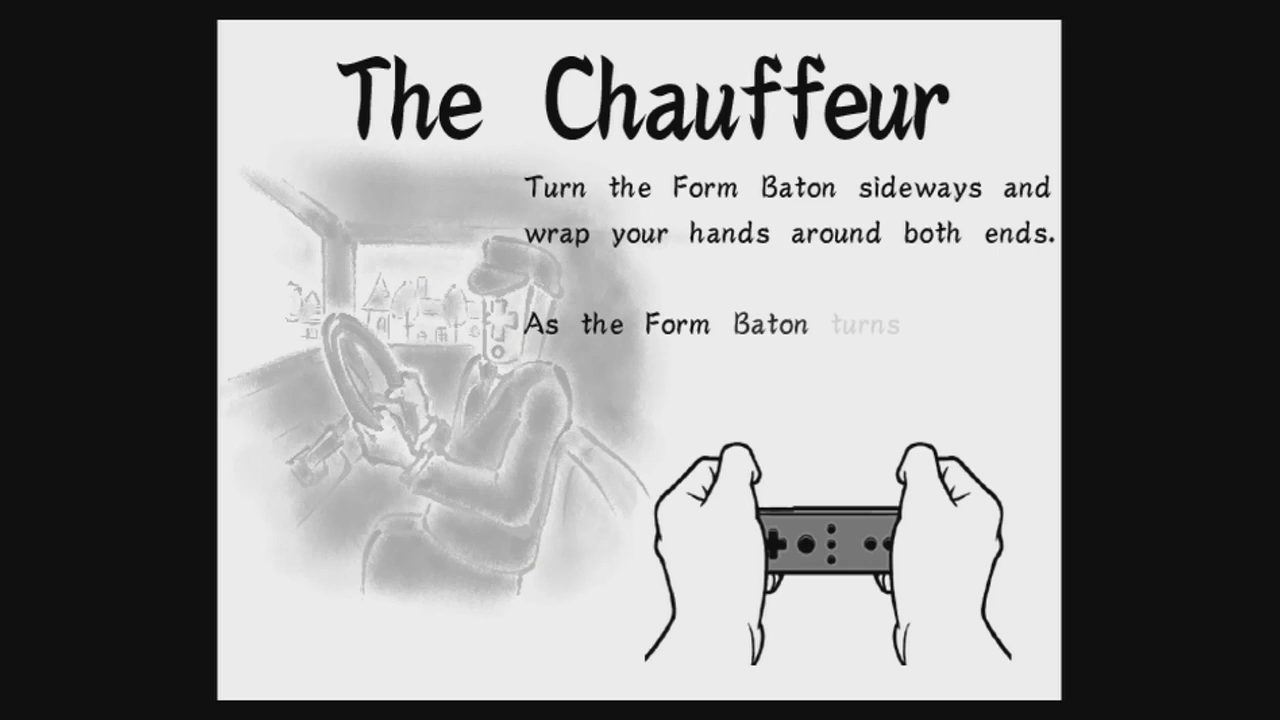 The Chauffeur
Turn the Form Baton sideways and
wrap your hands around both ends.
As the Form Baton turns